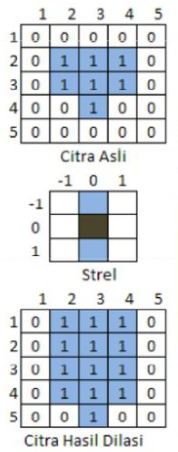 1 2 3 4 5
1 0 0 0 0 0
2 0 1 1 1 0
3 0 1 1 1 0
4 0 0 1 0 0
5 0 0 0 0 0
Citra Asli
-1 0 1
-1
0
1
Strel
1 2 3 4 5
1 0 1 1 1 0
2 0 1 1 1 0
3 0 1 1 1 0
4 0 1 1 1 0
5 0 0 1 0 0
Citra Hasil Dilasi